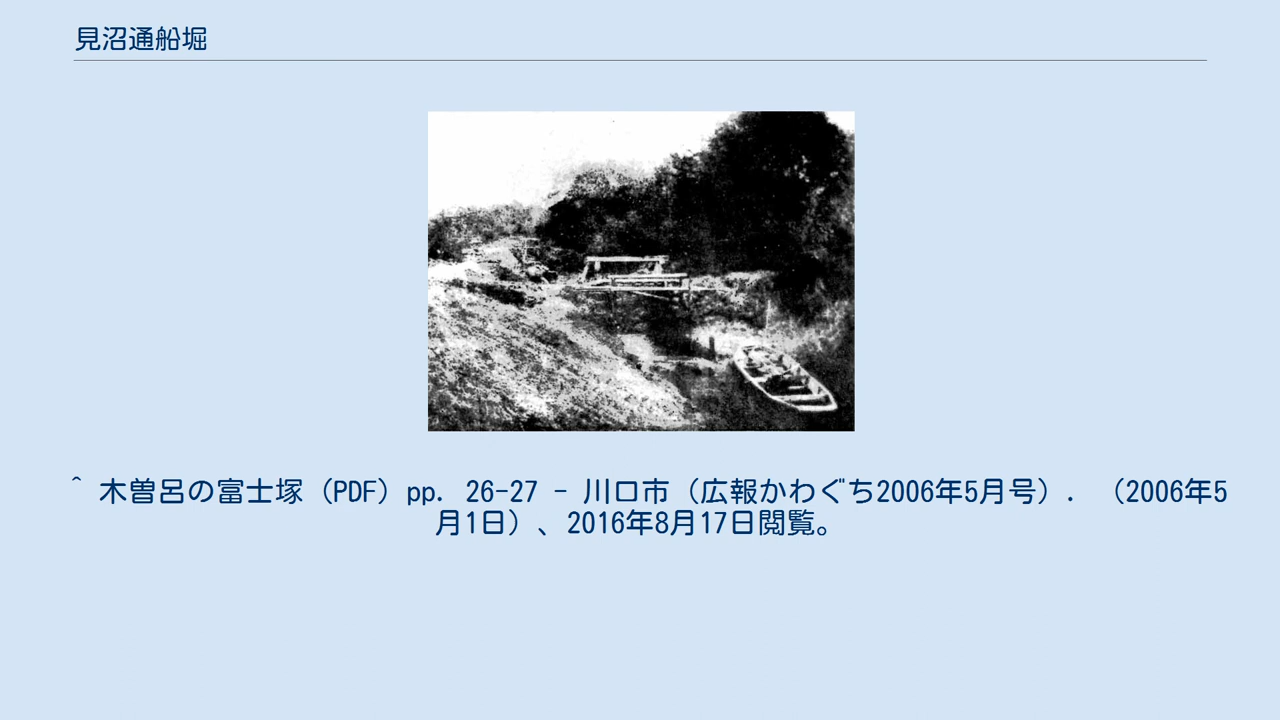 見沼通船堀
^ 木曽呂の富士塚（PDF）pp. 26-27 - 川口市（広報かわぐち2006年5月号）. （2006年5
月1日）、2016年8月17日閲覧。